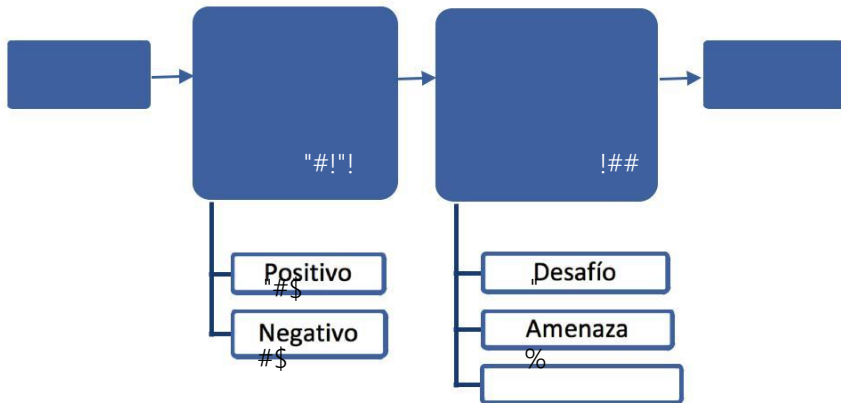 "#!"!
!##
Positivo
"#$
Negativo
#$
Desafío
"
Amenaza
%